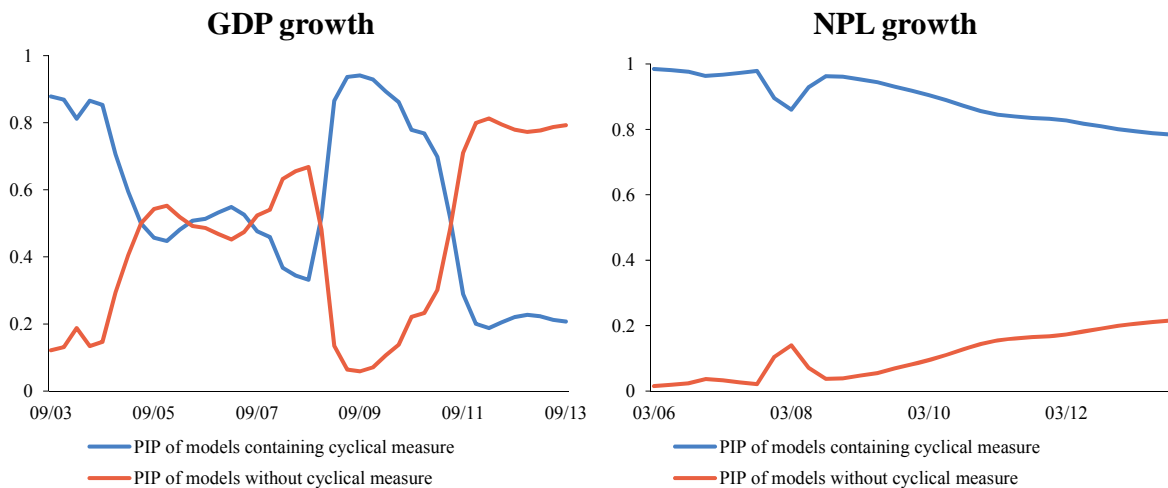 GDP growth
1
0.8
0.6
0.4
0.2
0
09/03 09/05 09/07 09/09 09/11 09/13
PIP of models containing cyclical measure
PIP of models without cyclical measure
NPL growth
1
0.8
0.6
0.4
0.2
0
03/06 03/08 03/10 03/12
PIP of models containing cyclical measure
PIP of models without cyclical measure